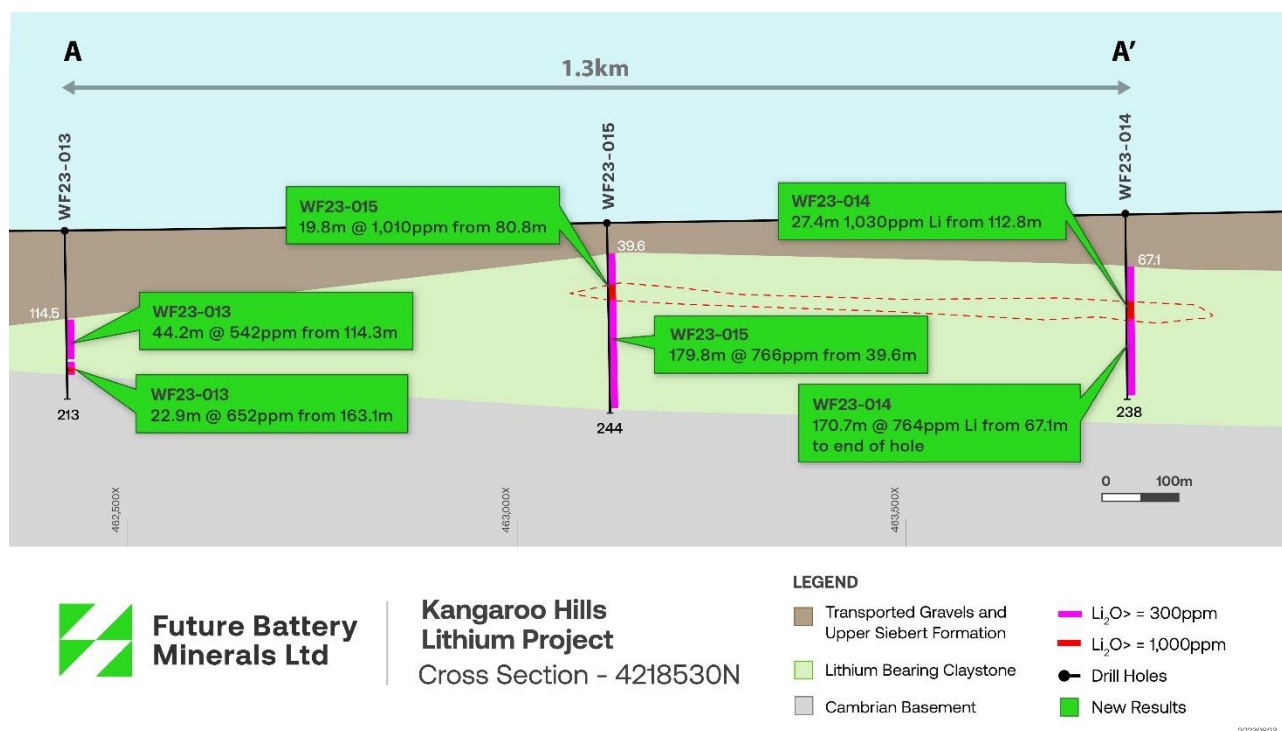 A
A'
1.3km
WF23-013
WF23-015
WF23-014
WF23-015
19.8m @ 1,010ppm from 80.8m
WF23-014
27.4m 1,030ppm Li from 112.8m
39.6
67.1
114.5
WF23-013
44.2m @ 542ppm from 114.3m
WF23-015
179.8m @ 766ppm from 39.6m
WF23-013
22.9m @ 652ppm from 163.1m
WF23-014
170.7m @ 764ppm Li from 67.1m
to end of hole
213
244
238
0 100m
462,500X
463,000X
463,500X
Future Battery
Minerals Ltd
Kangaroo Hills
Lithium Project
Cross Section - 4218530N
LEGEND
Transported Gravels and
Upper Siebert Formation
Lithium Bearing Claystone
Cambrian Basement
Li₂O> = 300ppm
Li₂O> = 1,000ppm
Drill Holes
New Results
20230803